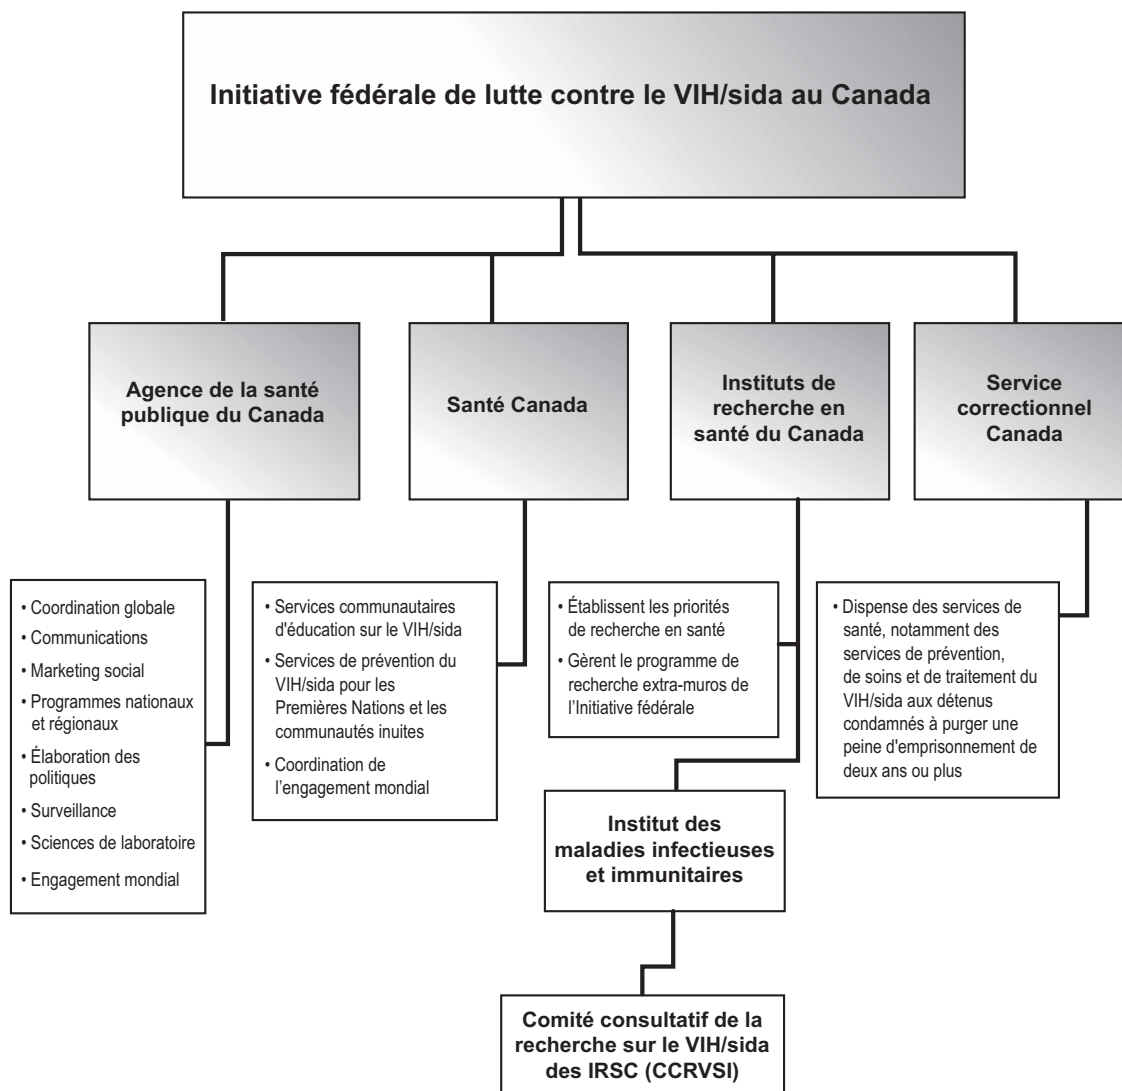 Initiative fédérale de lutte contre le VIH/sida au Canada
Agence de la santé
publique du Canada
Santé Canada
Instituts de
recherche en
santé du Canada
Service
correctionnel
Canada
• Coordination globale
• Communications
• Marketing social
• Programmes nationaux
et régionaux
• Élaboration des
politiques
• Surveillance
• Sciences de laboratoire
• Engagement mondial
• Services communautaires
d'éducation sur le VIH/sida
• Services de prévention du
VIH/sida pour les
Premières Nations et les
communautés inuites
• Coordination de
l'engagement mondial
• Établissent les priorités
de recherche en santé
• Gèrent le programme de
recherche extra-muros de
l'Initiative fédérale
• Dispense des services de
santé, notamment des
services de prévention,
de soins et de traitement du
VIH/sida aux détenus
condamnés à purger une
peine d'emprisonnement de
deux ans ou plus
Institut des
maladies infectieuses
et immunitaires
Comité consultatif de la
recherche sur le VIH/sida
des IRSC (CCRVSI)